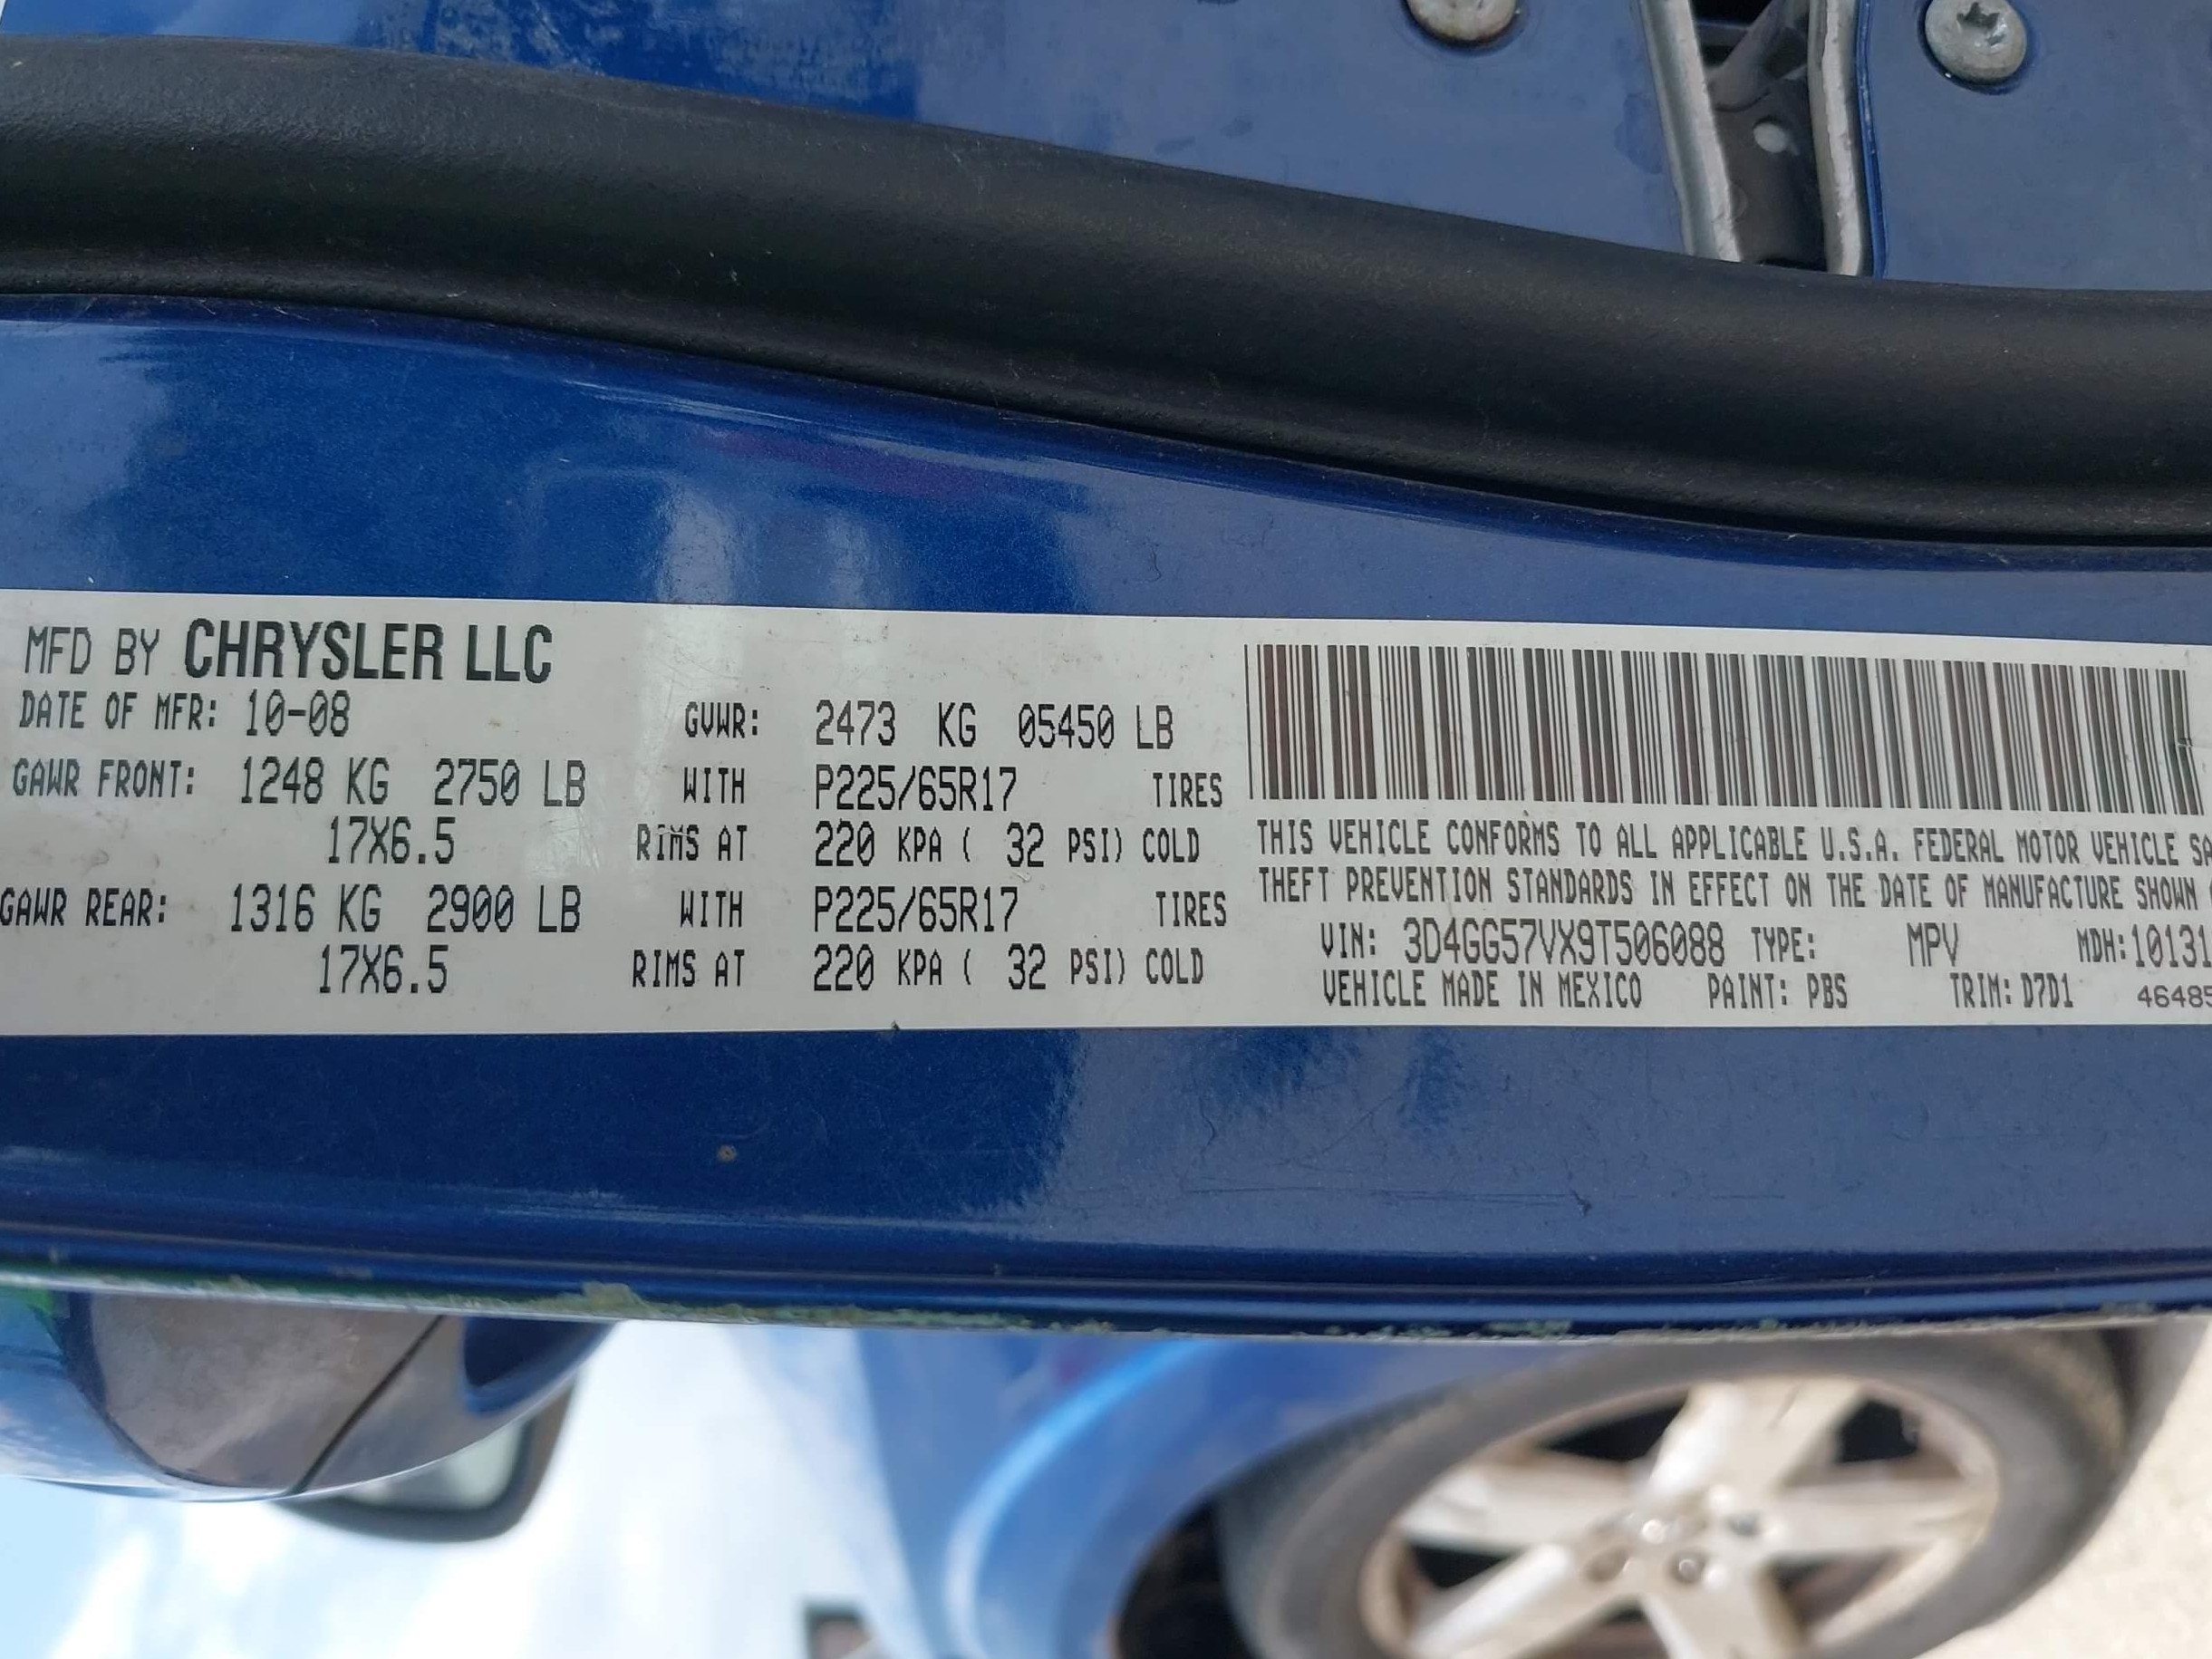 MFD BY CHRYSLER LLC
DATE OF MFR: 10-08 GVWR: 2473 KG 05450 LB
GAWR FRONT: 1248 KG 2750 LB WITH P225/65R17 TIRES
17X6.5 RIMS AT 220 KPA ( 32 PSI) COLD
GAWR REAR: 1316 KG 2900 LB WITH P225/65R17 TIRES
17X6.5 RIMS AT 220 KPA ( 32 PSI) COLD
THIS VEHICLE CONFORMS TO ALL APPLICABLE U.S.A. FEDERAL MOTOR VEHICLE SA
THEFT PREVENTION STANDARDS IN EFFECT ON THE DATE OF MANUFACTURE SHOWN
VIN: 3D4GG57VX9T506088 TYPE: MPV MDH:10131
VEHICLE MADE IN MEXICO PAINT: PBS TRIM: D7D1 46485